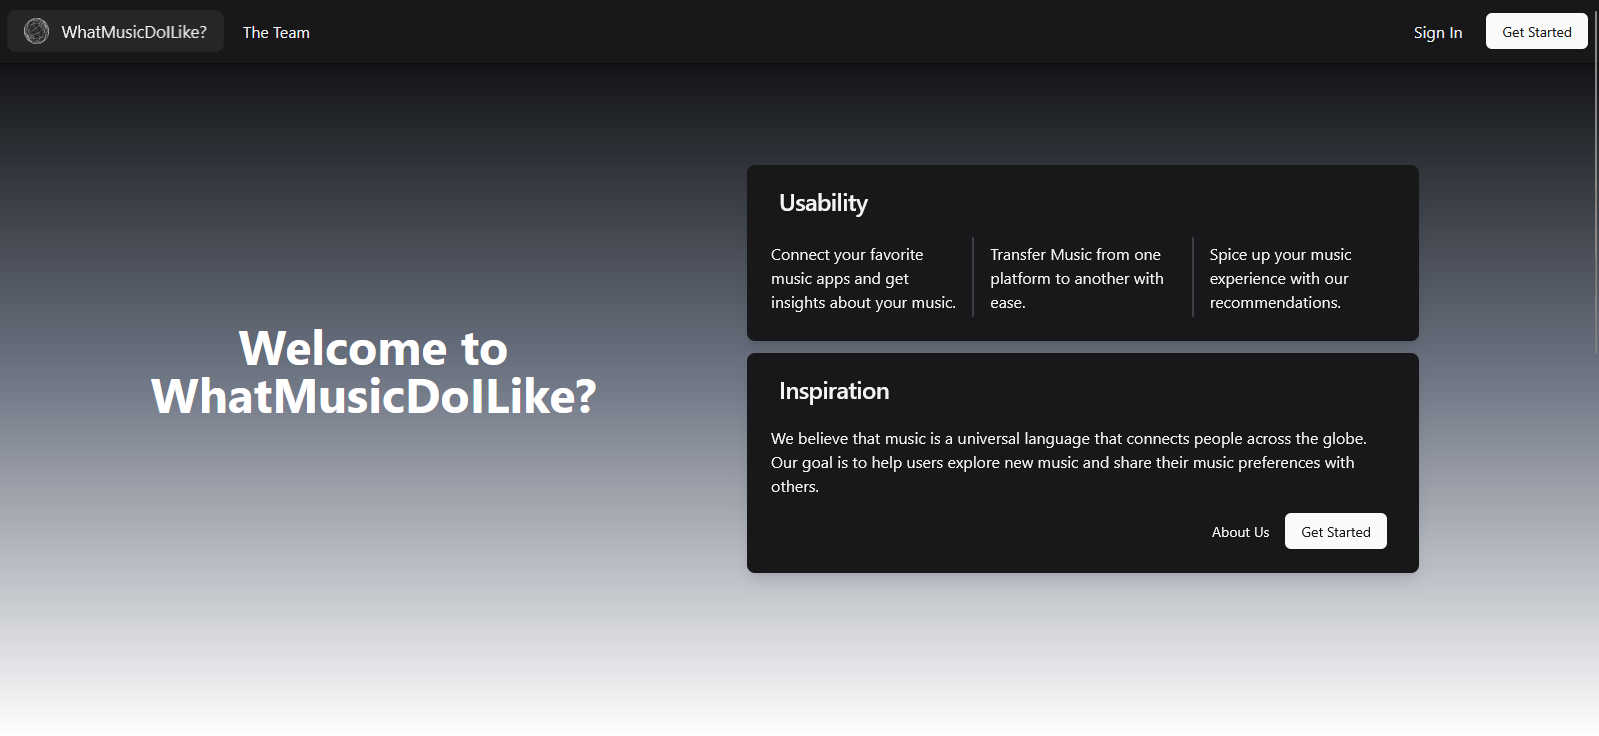 WhatMusicDoILike?
The Team
Sign In
Get Started
Welcome to
WhatMusicDoILike?
Usability
Connect your favorite
music apps and get
insights about your music.
Transfer Music from one
platform to another with
ease.
Spice up your music
experience with our
recommendations.
Inspiration
We believe that music is a universal language that connects people across the globe.
Our goal is to help users explore new music and share their music preferences with
others.
About Us
Get Started